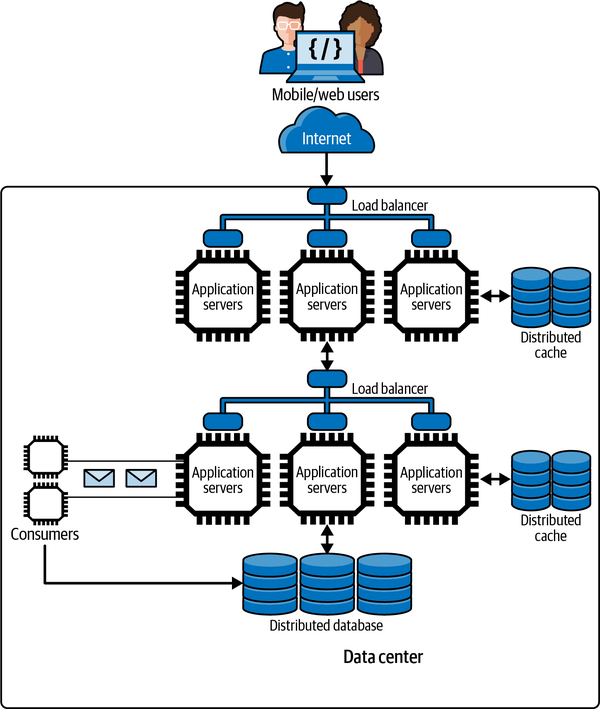 {/}
Mobile/web users
Internet
Load balancer
Application
servers
Application
servers
Application
servers
Distributed
cache
Load balancer
Application
servers
Application
servers
Application
servers
Distributed
cache
Consumers
Distributed database
Data center